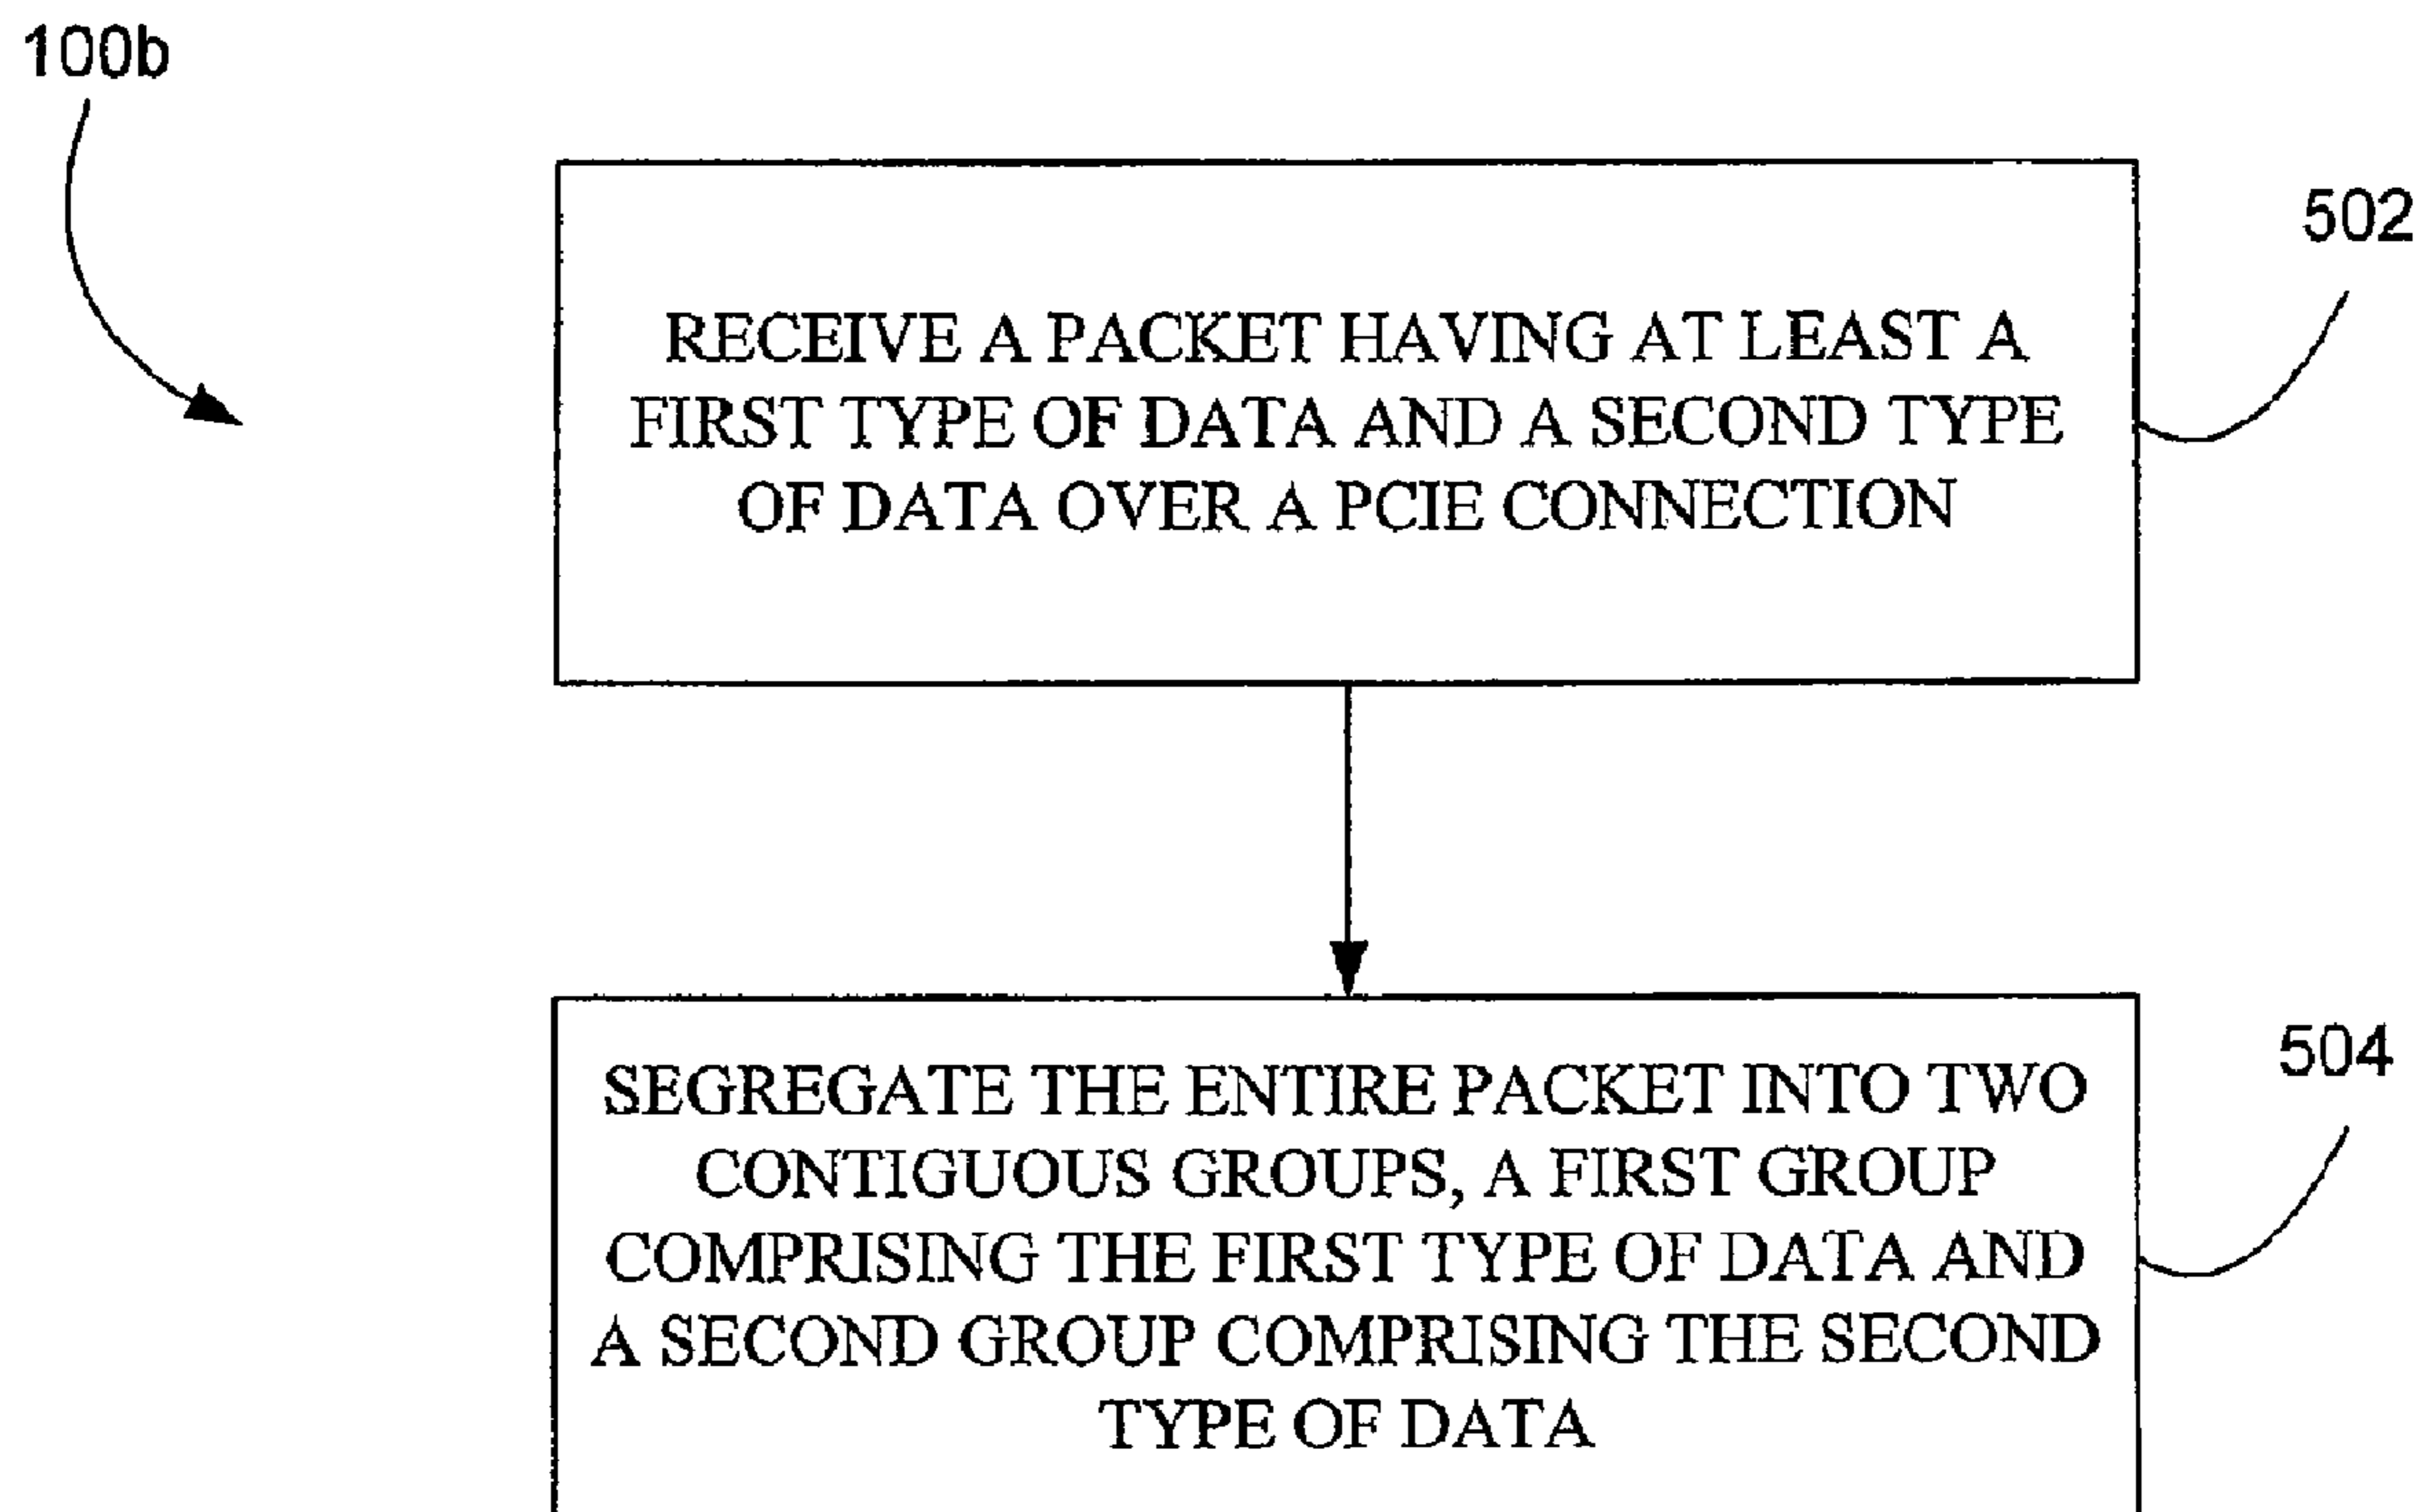 100b
502
RECEIVE A PACKET HAVING AT LEAST A
FIRST TYPE OF DATA AND A SECOND TYPE
OF DATA OVER A PCIE CONNECTION
504
SEGREGATE THE ENTIRE PACKET INTO TWO
CONTIGUOUS GROUPS, A FIRST GROUP
COMPRISING THE FIRST TYPE OF DATA AND
A SECOND GROUP COMPRISING THE SECOND
TYPE OF DATA